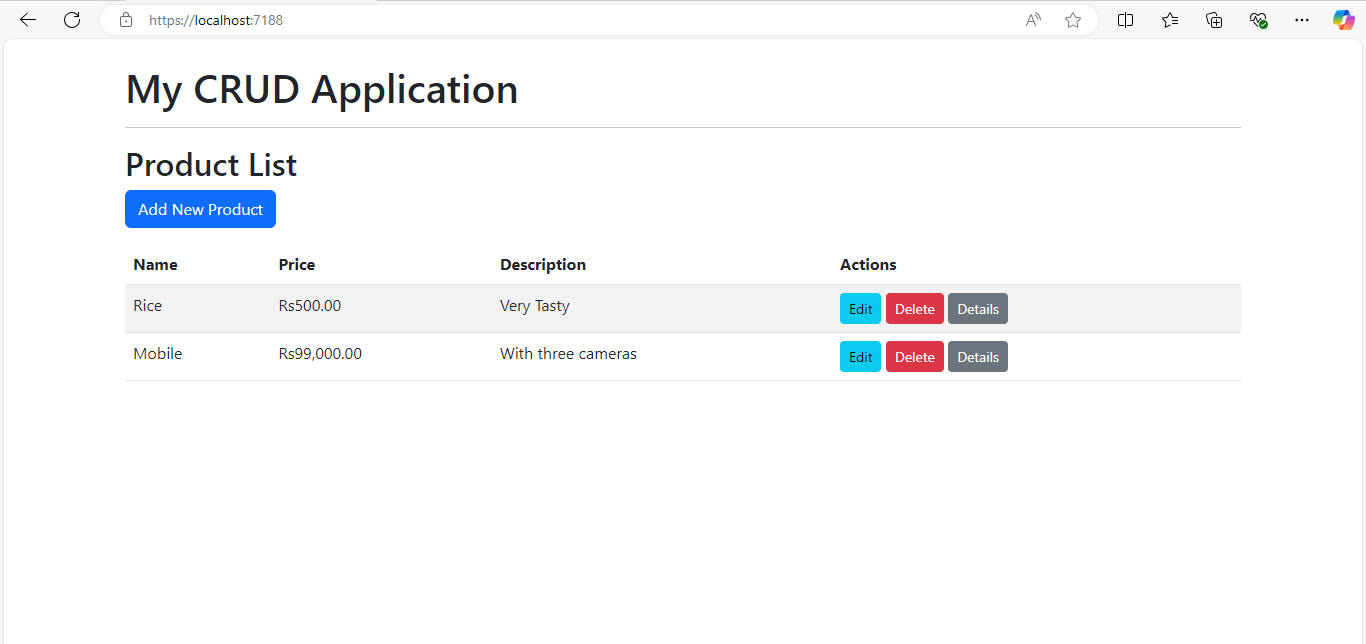 https://localhost:7188
My CRUD Application
Product List
Add New Product
Name Price Description Actions
Rice Rs500.00 Very Tasty Edit Delete Details
Mobile Rs99,000.00 With three cameras Edit Delete Details